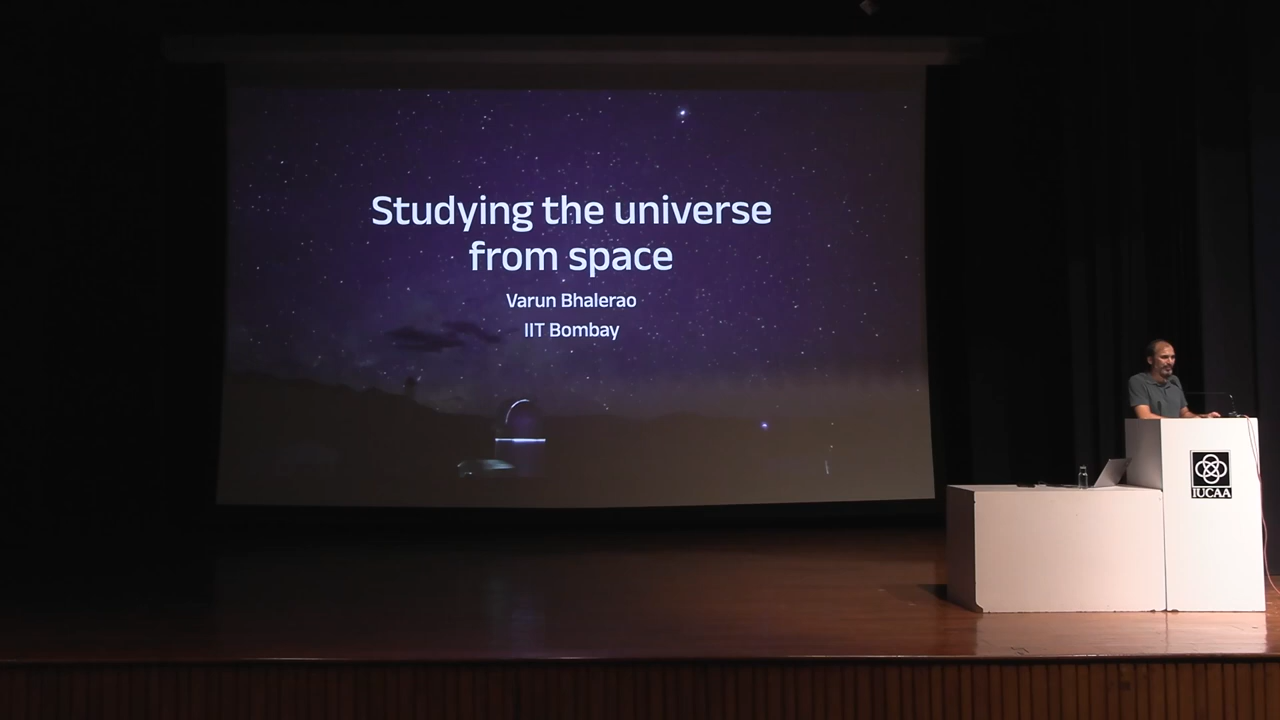 Studying the universe
from space
Varun Bhalerao
IIT Bombay
IUCAA